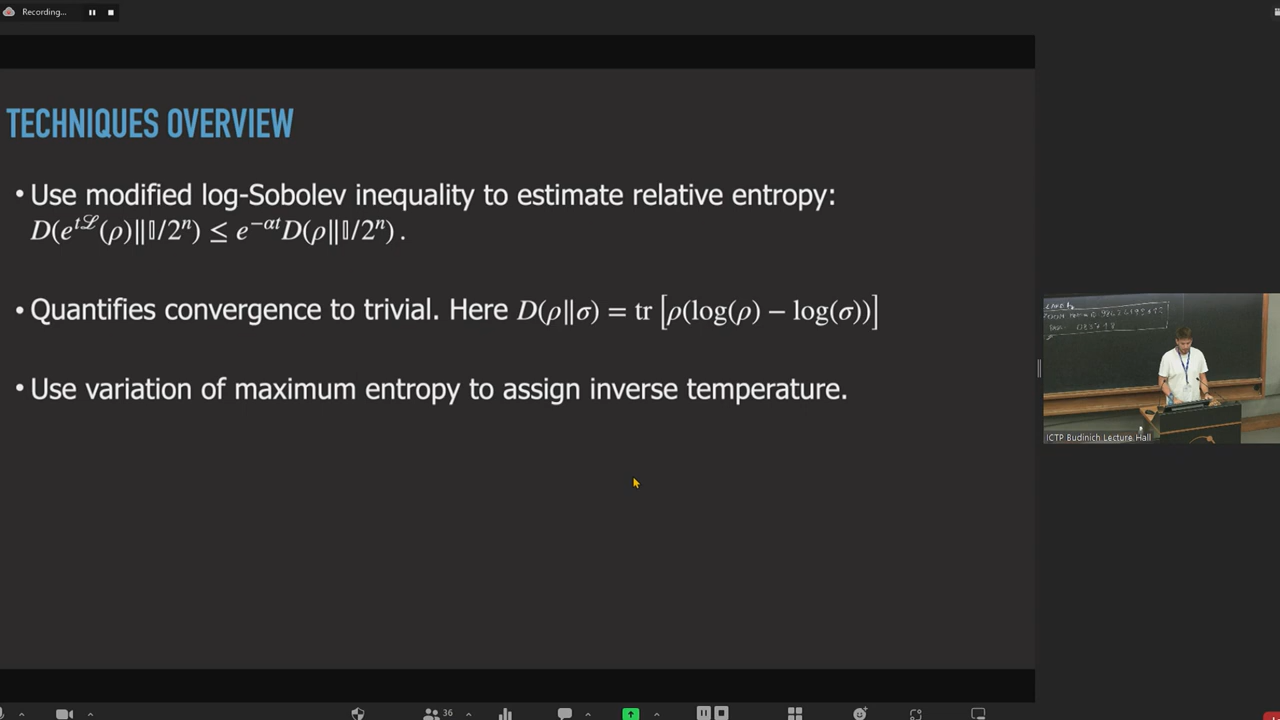 Recording...
TECHNIQUES OVERVIEW
• Use modified log-Sobolev inequality to estimate relative entropy:
D(e^{tℒ}(ρ)||𝕀/2^n) ≤ e^{−αt}D(ρ||𝕀/2^n) .
• Quantifies convergence to trivial. Here D(ρ||σ) = tr [ρ(log(ρ) − log(σ))]
• Use variation of maximum entropy to assign inverse temperature.
ICTP Budinich Lecture Hall
36